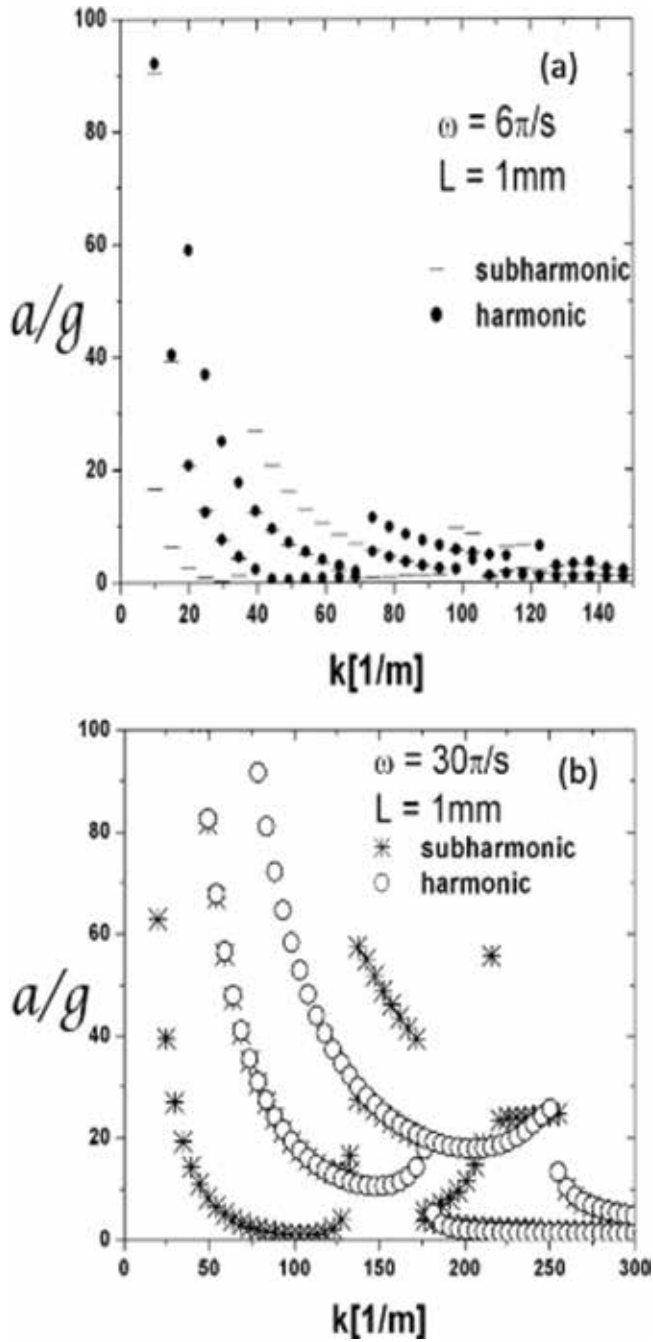 100
(a)
ω = 6π/s
80
L = 1mm
60
subharmonic
a/g
harmonic
40
20
0
0 20 40 60 80 100 120 140
k[1/m]
100
ω = 30π/s (b)
L = 1mm
80
subharmonic
harmonic
60
a/g
40
20
0
0 50 100 150 200 250 300
k[1/m]